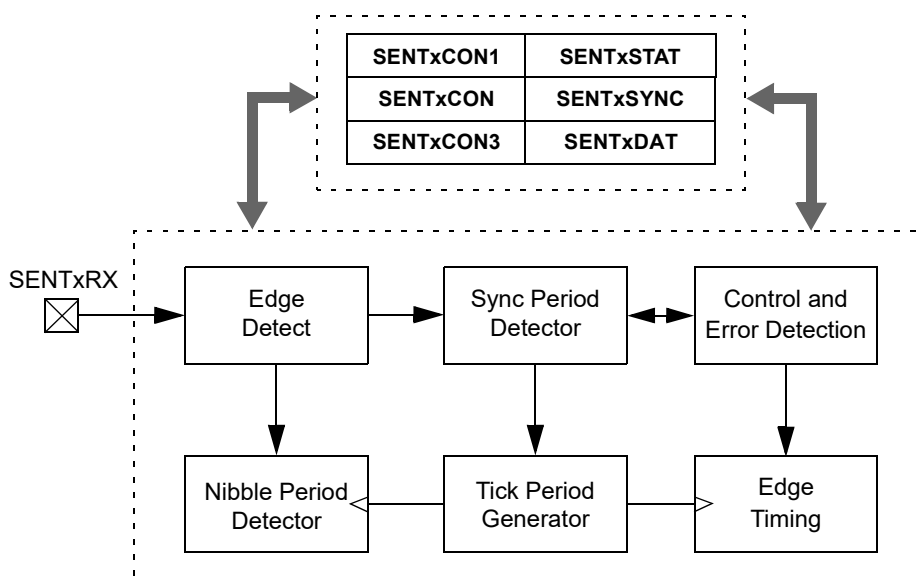 SENTxCON1 SENTxSTAT
SENTxCON SENTxSYNC
SENTxCON3 SENTxDAT
SENTxRX
Edge
Detect
Sync Period
Detector
Control and
Error Detection
Nibble Period
Detector
Tick Period
Generator
Edge
Timing